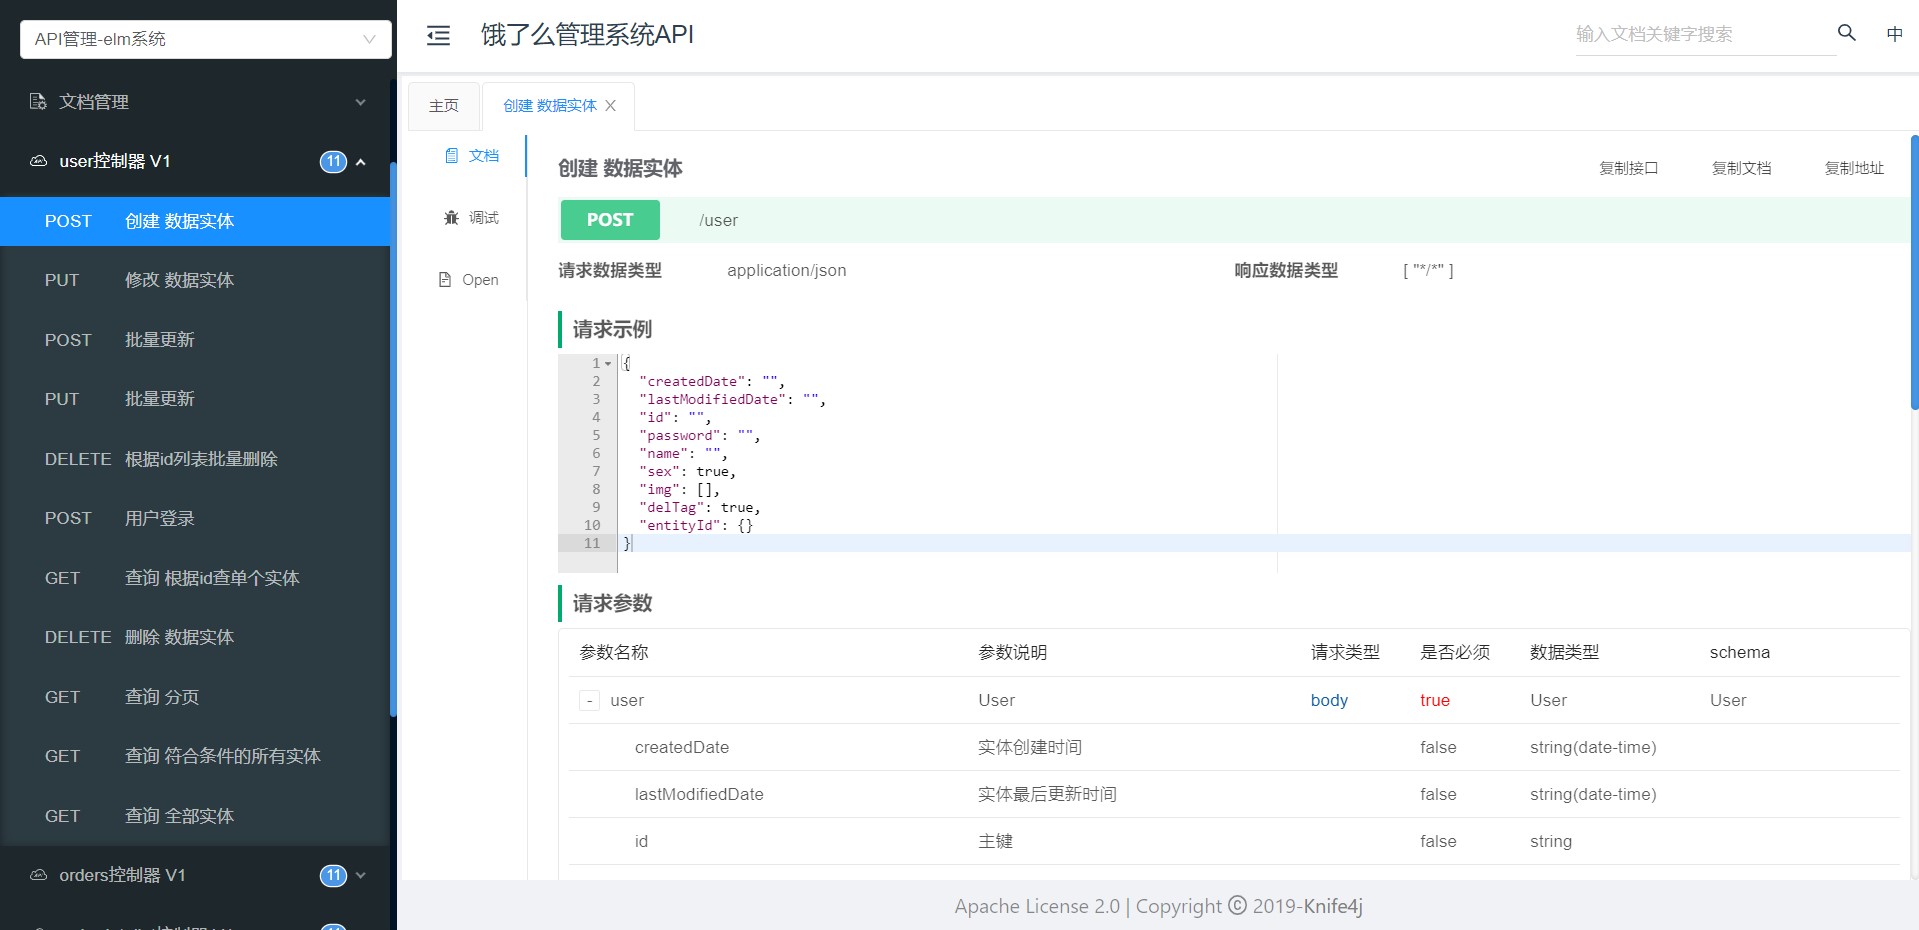 API管理-elm系统
文档管理
user控制器 V1
11
POST 创建 数据实体
PUT 修改 数据实体
POST 批量更新
PUT 批量更新
DELETE 根据id列表批量删除
POST 用户登录
GET 查询 根据id查单个实体
DELETE 删除 数据实体
GET 查询 分页
GET 查询 符合条件的所有实体
GET 查询 全部实体
orders控制器 V1
11
饿了么管理系统API
输入文档关键字搜索
中
主页
创建 数据实体
文档
调试
Open
创建 数据实体
复制接口 复制文档 复制地址
POST /user
请求数据类型 application/json 响应数据类型 [ "*/*" ]
请求示例
1 {
2 "createdDate": "",
3 "lastModifiedDate": "",
4 "id": "",
5 "password": "",
6 "name": "",
7 "sex": true,
8 "img": [],
9 "delTag": true,
10 "entityId": {}
11 }
请求参数
参数名称 参数说明 请求类型 是否必须 数据类型 schema
- user User body true User User
createdDate 实体创建时间 false string(date-time)
lastModifiedDate 实体最后更新时间 false string(date-time)
id 主键 false string
Apache License 2.0 | Copyright © 2019-Knife4j